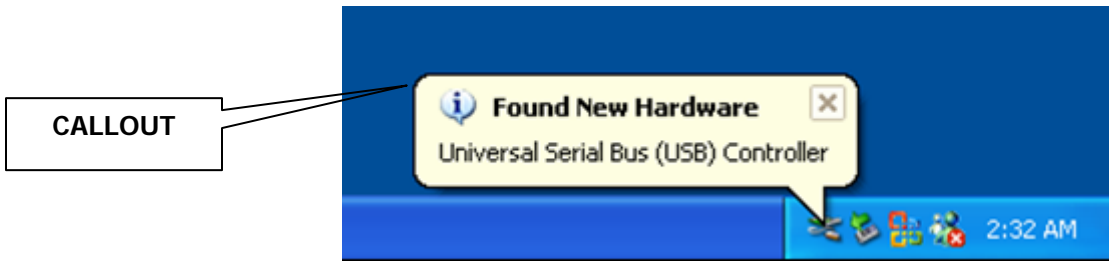 CALLOUT
Found New Hardware
Universal Serial Bus (USB) Controller
2:32 AM